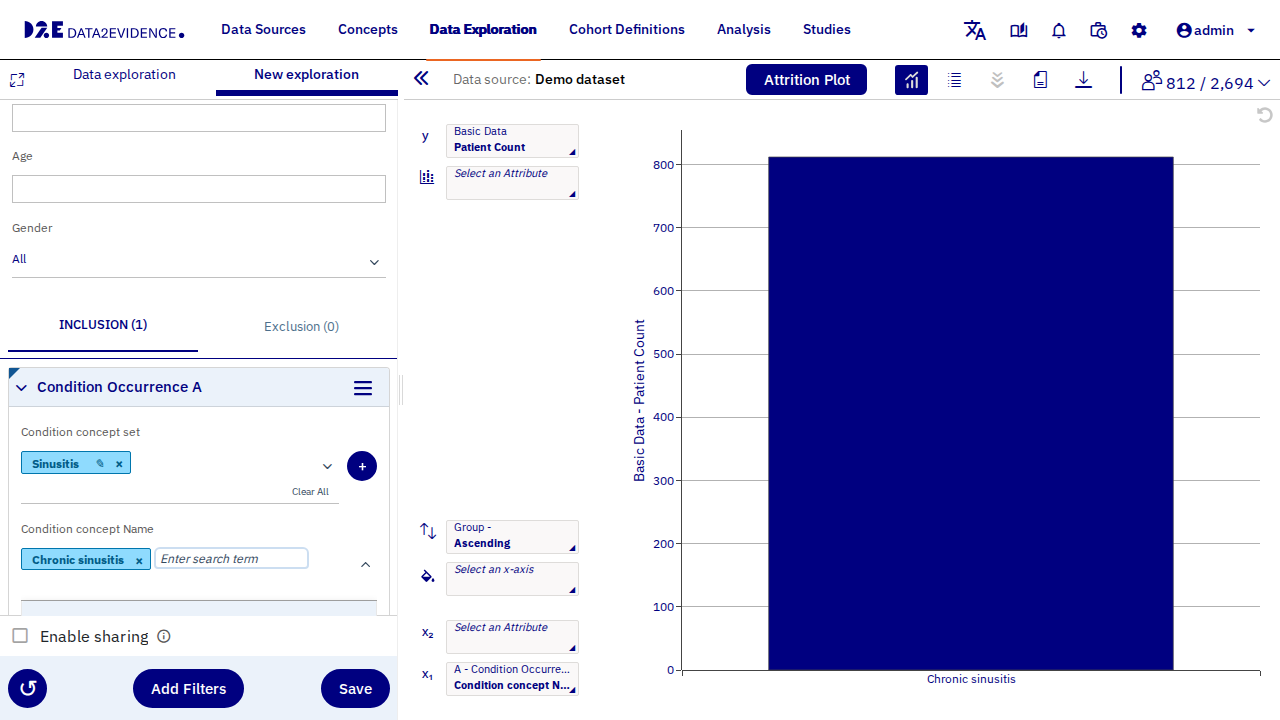 D2E DATA2EVIDENCE.
Data Sources
Concepts
Data Exploration
Cohort Definitions
Analysis
Studies
admin
Data exploration
New exploration
Data source: Demo dataset
Attrition Plot
812 / 2,694
Age
Gender
All
INCLUSION (1)
Exclusion (0)
Condition Occurrence A
Condition concept set
Sinusitis ✎ ×
+
Clear All
Condition concept Name
Chronic sinusitis ×
Enter search term
Enable sharing
↺
Add Filters
Save
y
Basic Data
Patient Count
Select an Attribute
Group -
Ascending
Select an x-axis
x₂
Select an Attribute
x₁
A - Condition Occurre...
Condition concept N...
Basic Data - Patient Count
800
700
600
500
400
300
200
100
0
Chronic sinusitis